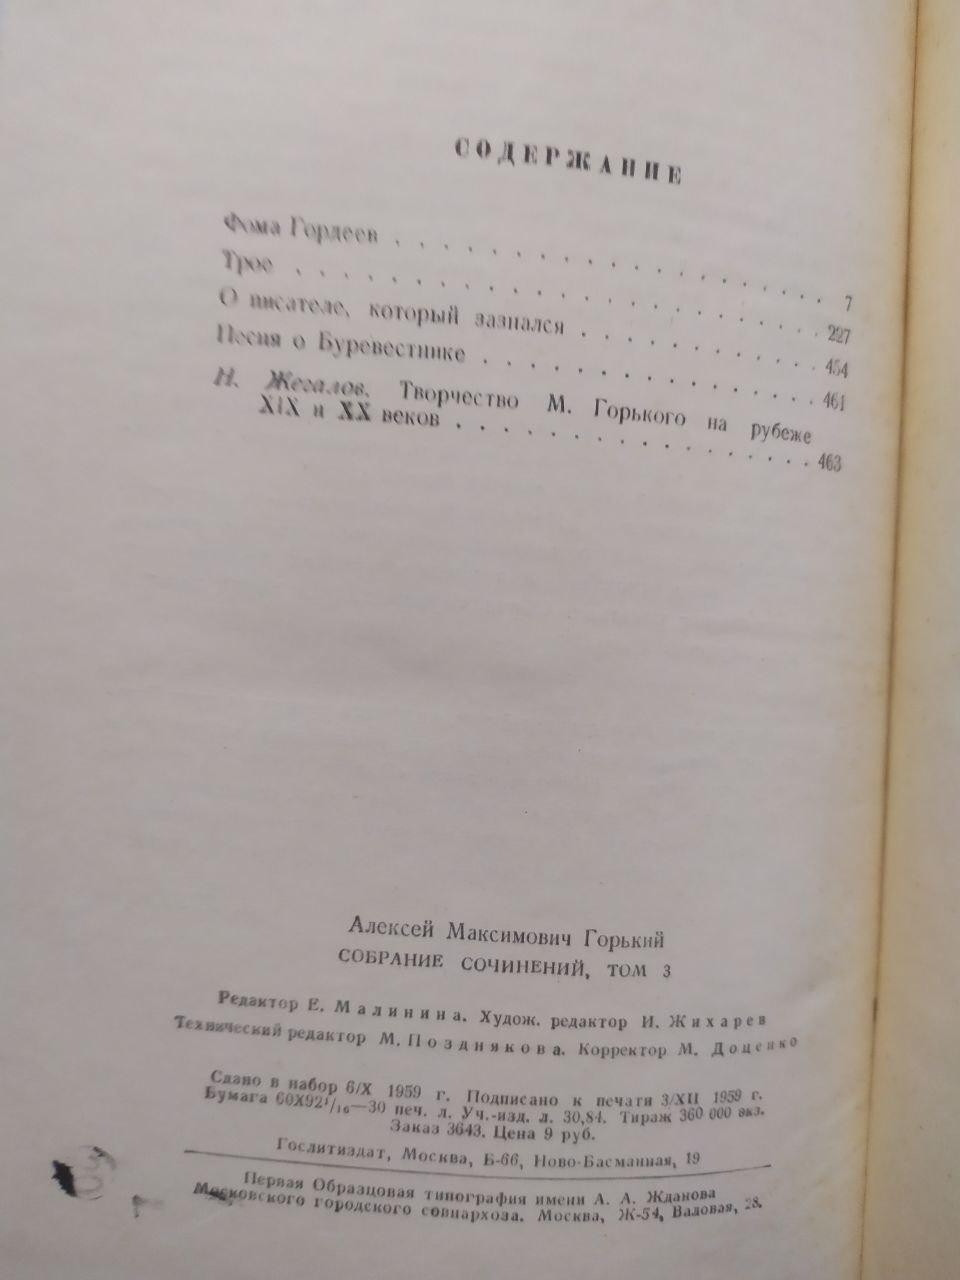 СОДЕРЖАНИЕ
Фома Гордеев . . . . . . . . . . . . . . . . . . 7
Трое . . . . . . . . . . . . . . . . . . . . . . 227
О писателе, который зазнался . . . . . . . . . . 454
Песня о Буревестнике . . . . . . . . . . . . . . 461
Н. Жегалов. Творчество М. Горького на рубеже
XIX и XX веков . . . . . . . . . . . . . . . 463
Алексей Максимович Горький
СОБРАНИЕ СОЧИНЕНИЙ, ТОМ 3
Редактор Е. Малинина. Худож. редактор И. Жихарев
Технический редактор М. Позднякова. Корректор М. Доценко
Сдано в набор 6/X 1959 г. Подписано к печати 3/XII 1959 г.
Бумага 60X92¹/₁₆—30 печ. л. Уч.-изд. л. 30,84. Тираж 360 000 экз.
Заказ 3643. Цена 9 руб.
Гослитиздат, Москва, Б-66, Ново-Басманная, 19
Первая Образцовая типография имени А. А. Жданова
Московского городского совнархоза. Москва, Ж-54, Валовая, 28.